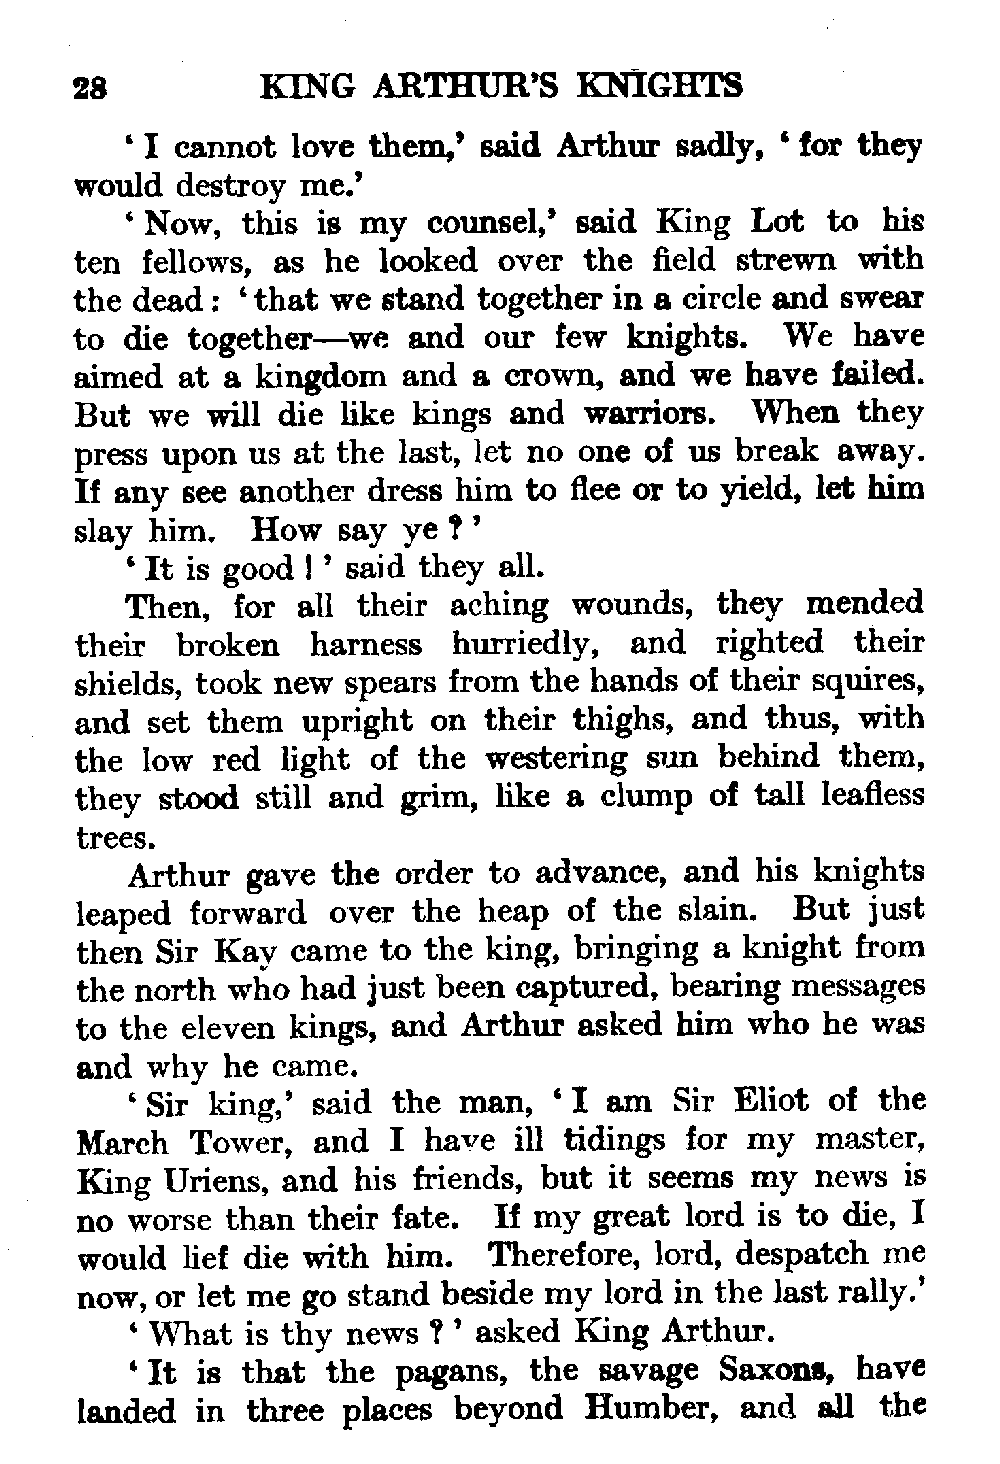 28 KING ARTHUR'S KNIGHTS
‘ I cannot love them,’ said Arthur sadly, ‘ for they
would destroy me.’
‘ Now, this is my counsel,’ said King Lot to his
ten fellows, as he looked over the field strewn with
the dead : ‘ that we stand together in a circle and swear
to die together—we and our few knights. We have
aimed at a kingdom and a crown, and we have failed.
But we will die like kings and warriors. When they
press upon us at the last, let no one of us break away.
If any see another dress him to flee or to yield, let him
slay him. How say ye ? ’
‘ It is good ! ’ said they all.
Then, for all their aching wounds, they mended
their broken harness hurriedly, and righted their
shields, took new spears from the hands of their squires,
and set them upright on their thighs, and thus, with
the low red light of the westering sun behind them,
they stood still and grim, like a clump of tall leafless
trees.
Arthur gave the order to advance, and his knights
leaped forward over the heap of the slain. But just
then Sir Kay came to the king, bringing a knight from
the north who had just been captured, bearing messages
to the eleven kings, and Arthur asked him who he was
and why he came.
‘ Sir king,’ said the man, ‘ I am Sir Eliot of the
March Tower, and I have ill tidings for my master,
King Uriens, and his friends, but it seems my news is
no worse than their fate. If my great lord is to die, I
would lief die with him. Therefore, lord, despatch me
now, or let me go stand beside my lord in the last rally.’
‘ What is thy news ? ’ asked King Arthur.
‘ It is that the pagans, the savage Saxons, have
landed in three places beyond Humber, and all the